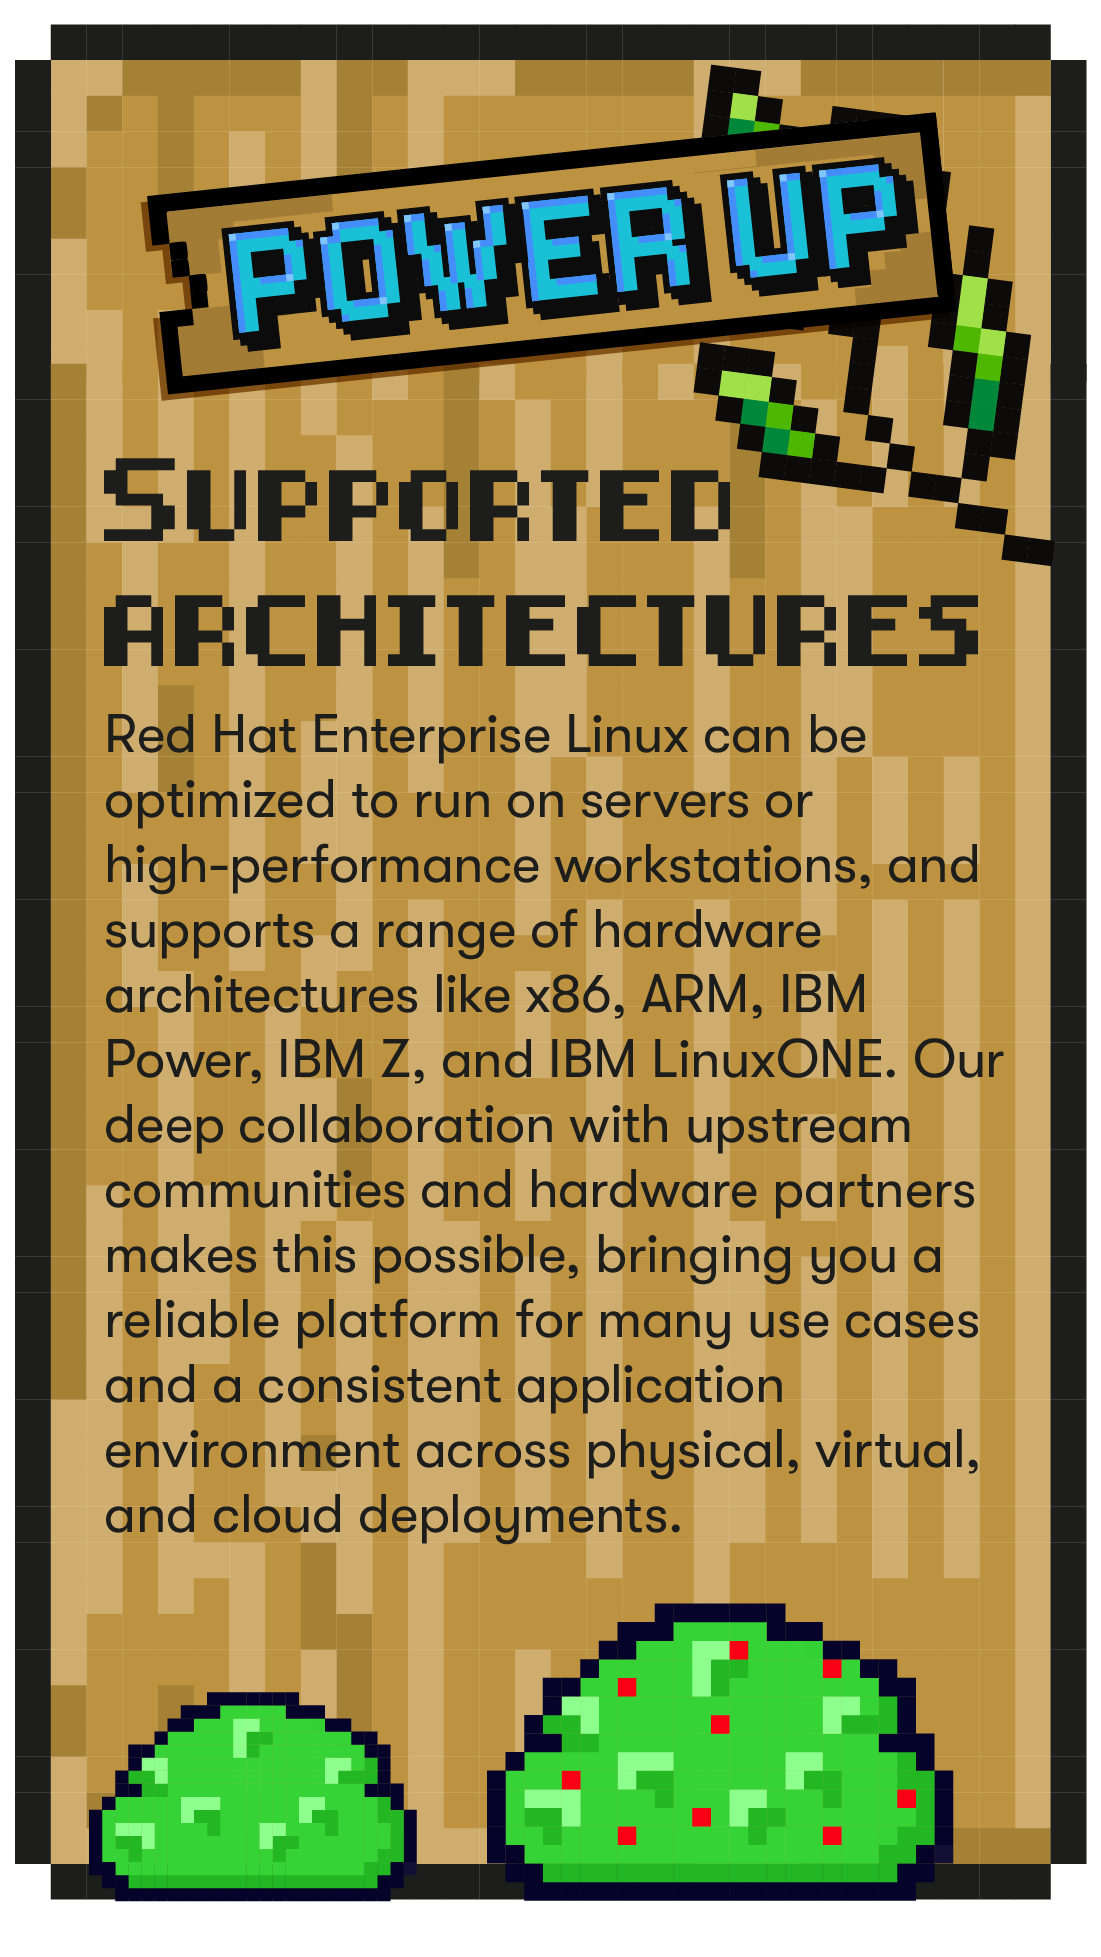 POWER UP
SUPPORTED
ARCHITECTURES
Red Hat Enterprise Linux can be
optimized to run on servers or
high-performance workstations, and
supports a range of hardware
architectures like x86, ARM, IBM
Power, IBM Z, and IBM LinuxONE. Our
deep collaboration with upstream
communities and hardware partners
makes this possible, bringing you a
reliable platform for many use cases
and a consistent application
environment across physical, virtual,
and cloud deployments.